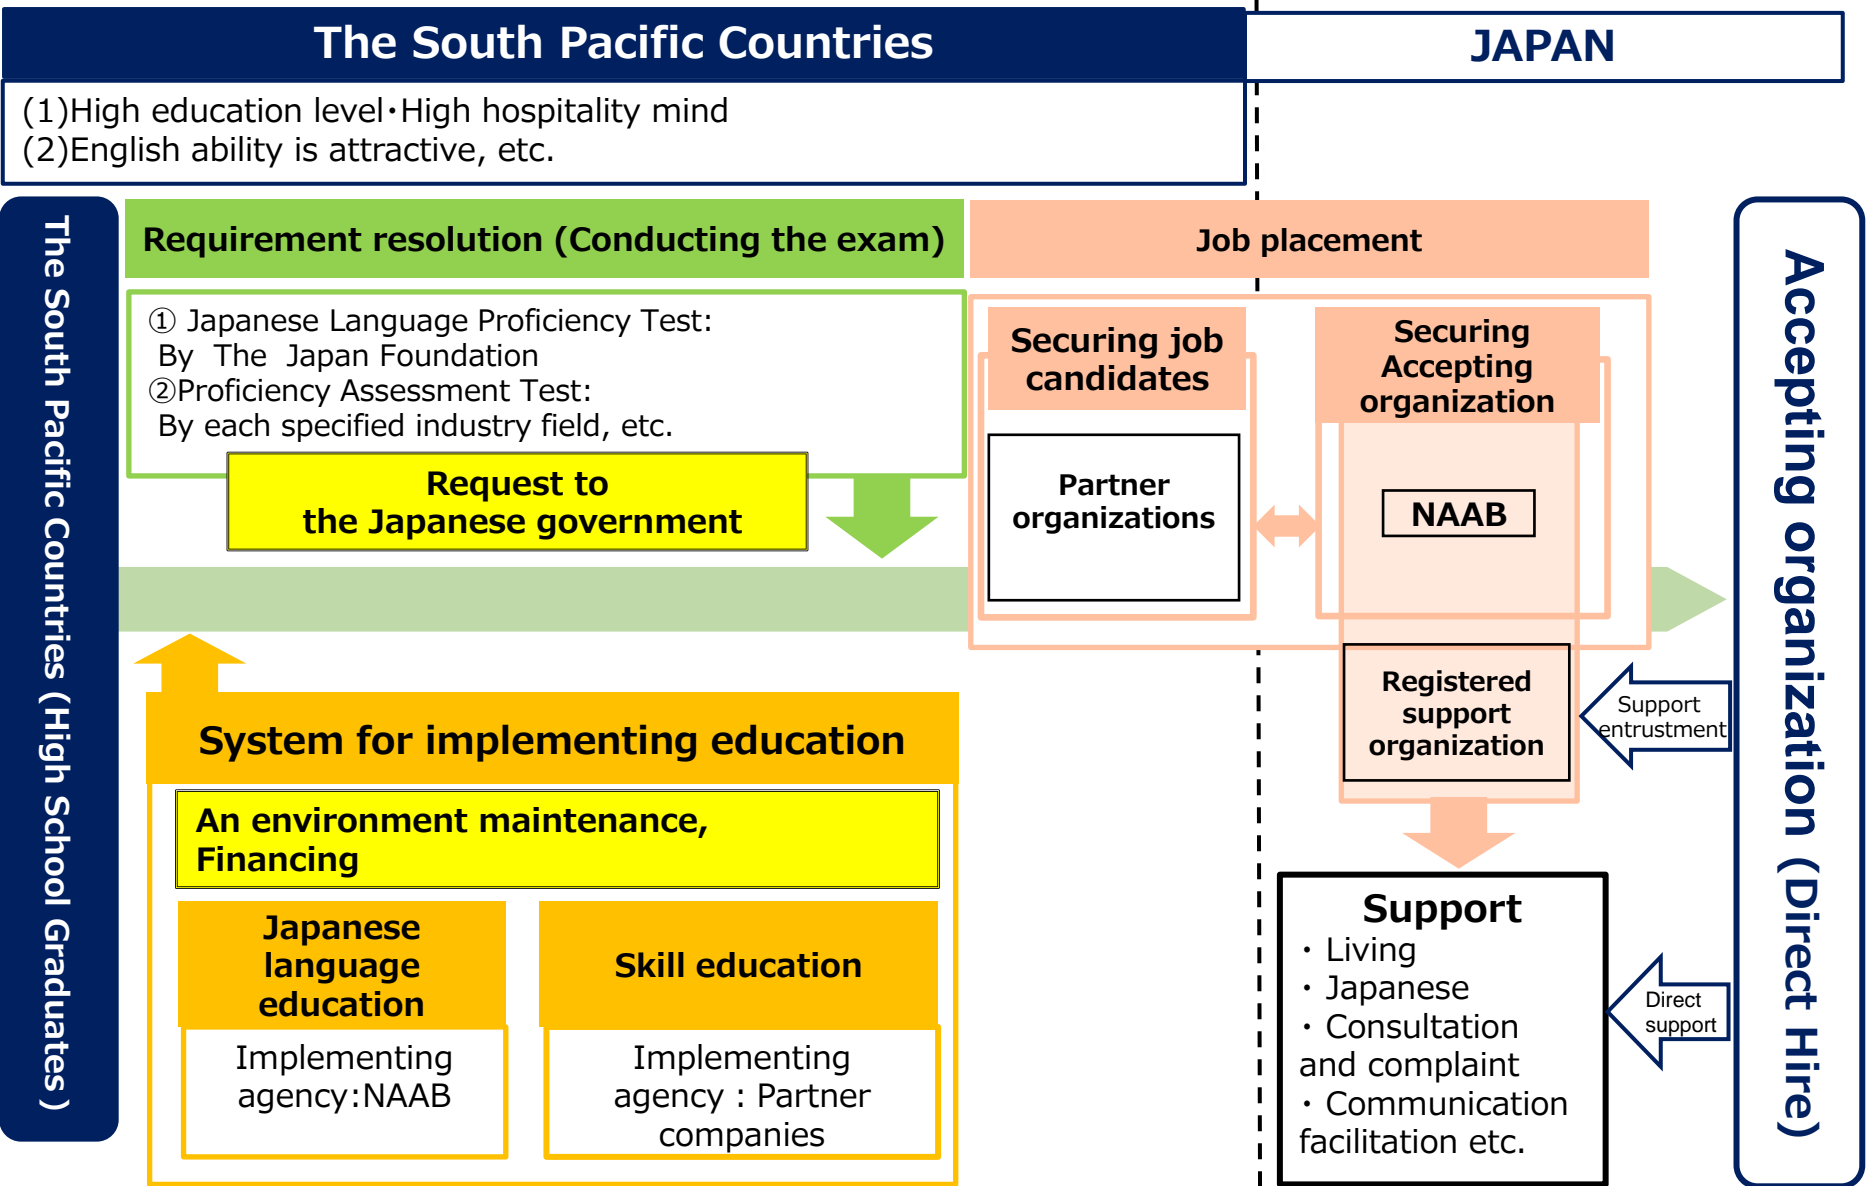 The South Pacific Countries
JAPAN
(1)High education level・High hospitality mind
(2)English ability is attractive, etc.
The South Pacific Countries (High School Graduates)
Requirement resolution (Conducting the exam)
① Japanese Language Proficiency Test:
By The Japan Foundation
②Proficiency Assessment Test:
By each specified industry field, etc.
Request to
the Japanese government
Job placement
Securing job
candidates
Partner
organizations
Securing
Accepting
organization
NAAB
Registered
support
organization
Support
entrustment
System for implementing education
An environment maintenance,
Financing
Japanese
language
education
Implementing
agency:NAAB
Skill education
Implementing
agency : Partner
companies
Support
・Living
・Japanese
・Consultation
and complaint
・Communication
facilitation etc.
Direct
support
Accepting organization (Direct Hire)